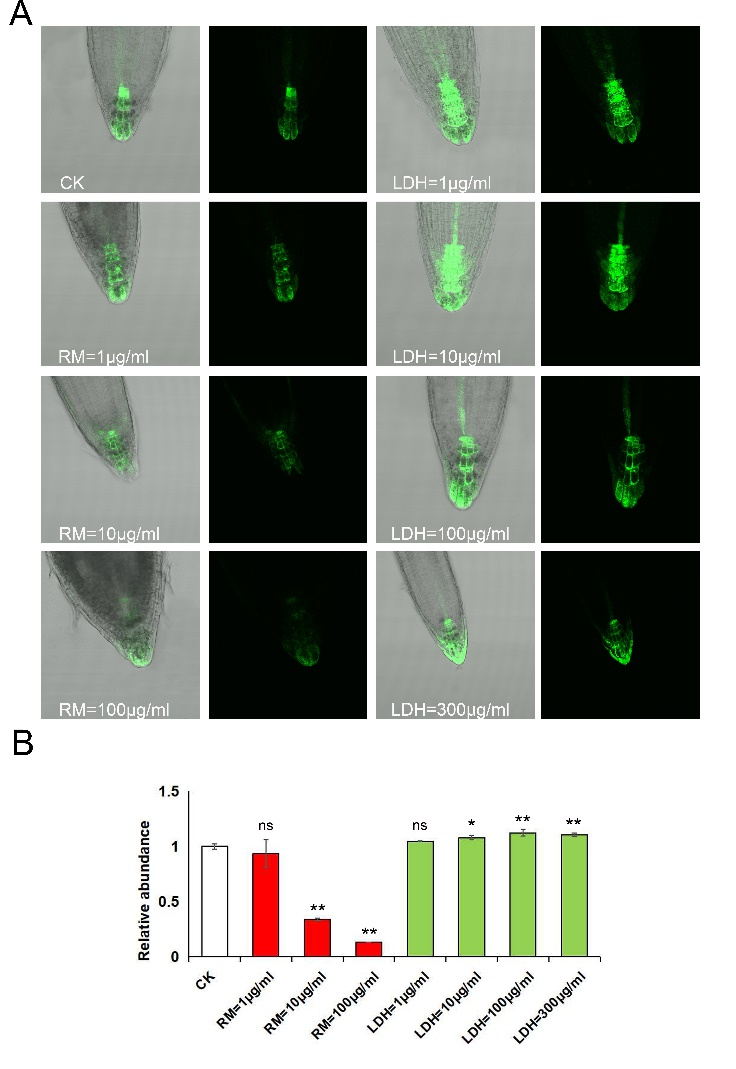 A
CK
LDH=1µg/ml
RM=1µg/ml
LDH=10µg/ml
RM=10µg/ml
LDH=100µg/ml
RM=100µg/ml
LDH=300µg/ml
B
Relative abundance
1.5
1
0.5
0
ns
**
**
ns
*
**
**
CK
RM=1µg/ml
RM=10µg/ml
RM=100µg/ml
LDH=1µg/ml
LDH=10µg/ml
LDH=100µg/ml
LDH=300µg/ml